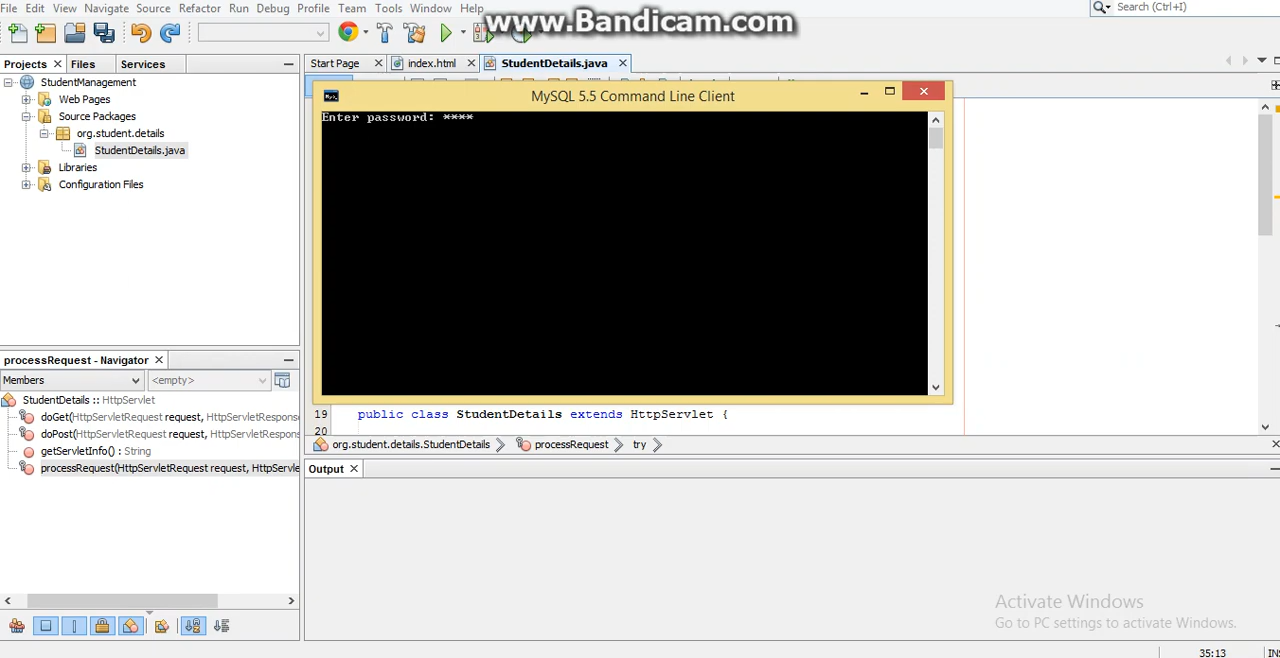 File Edit View Navigate Source Refactor Run Debug Profile Team Tools Window Help
www.Bandicam.com
Search (Ctrl+I)
Projects Files Services
Start Page index.html StudentDetails.java
StudentManagement
Web Pages
Source Packages
org.student.details
StudentDetails.java
Libraries
Configuration Files
MySQL 5.5 Command Line Client
Enter password: ****
processRequest - Navigator
Members <empty>
StudentDetails :: HttpServlet
doGet(HttpServletRequest request, HttpServletRespons
doPost(HttpServletRequest request, HttpServletRespons
getServletInfo() : String
processRequest(HttpServletRequest request, HttpServle
19 public class StudentDetails extends HttpServlet {
20
org.student.details.StudentDetails processRequest try
Output
Activate Windows
Go to PC settings to activate Windows.
35:13 INS